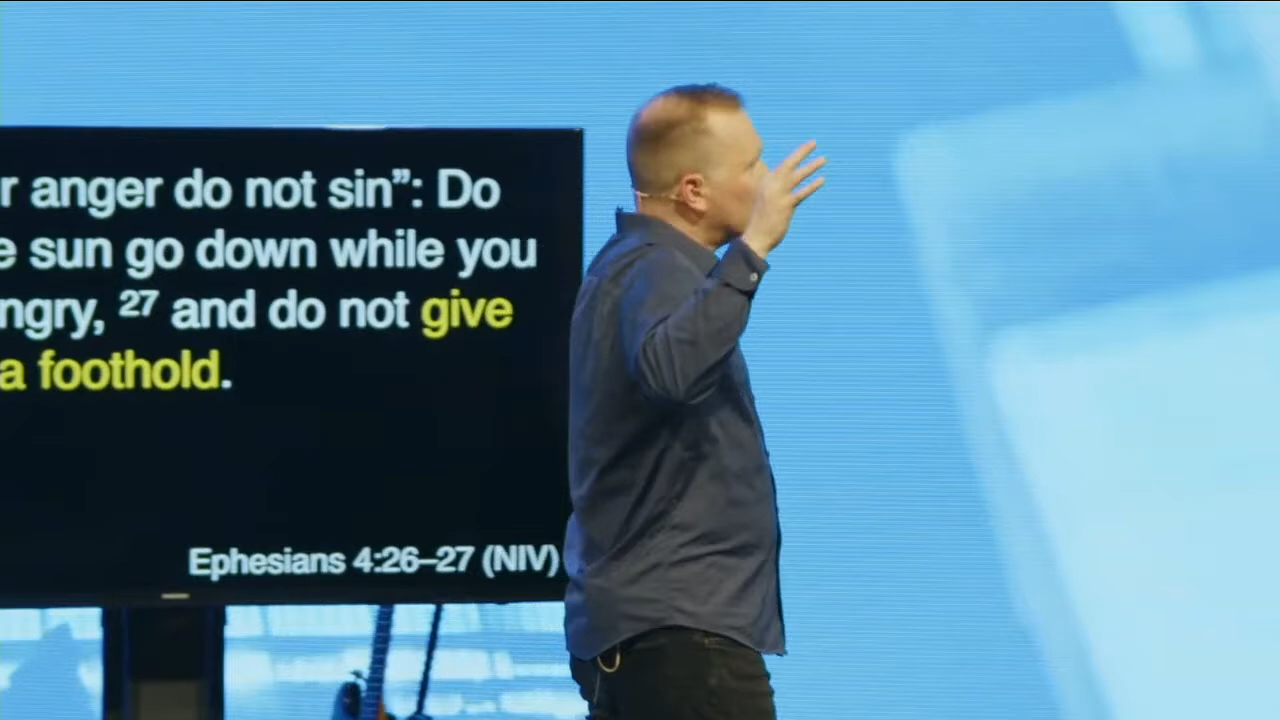 r anger do not sin”: Do
e sun go down while you
ngry, ²⁷ and do not give
a foothold.
Ephesians 4:26–27 (NIV)